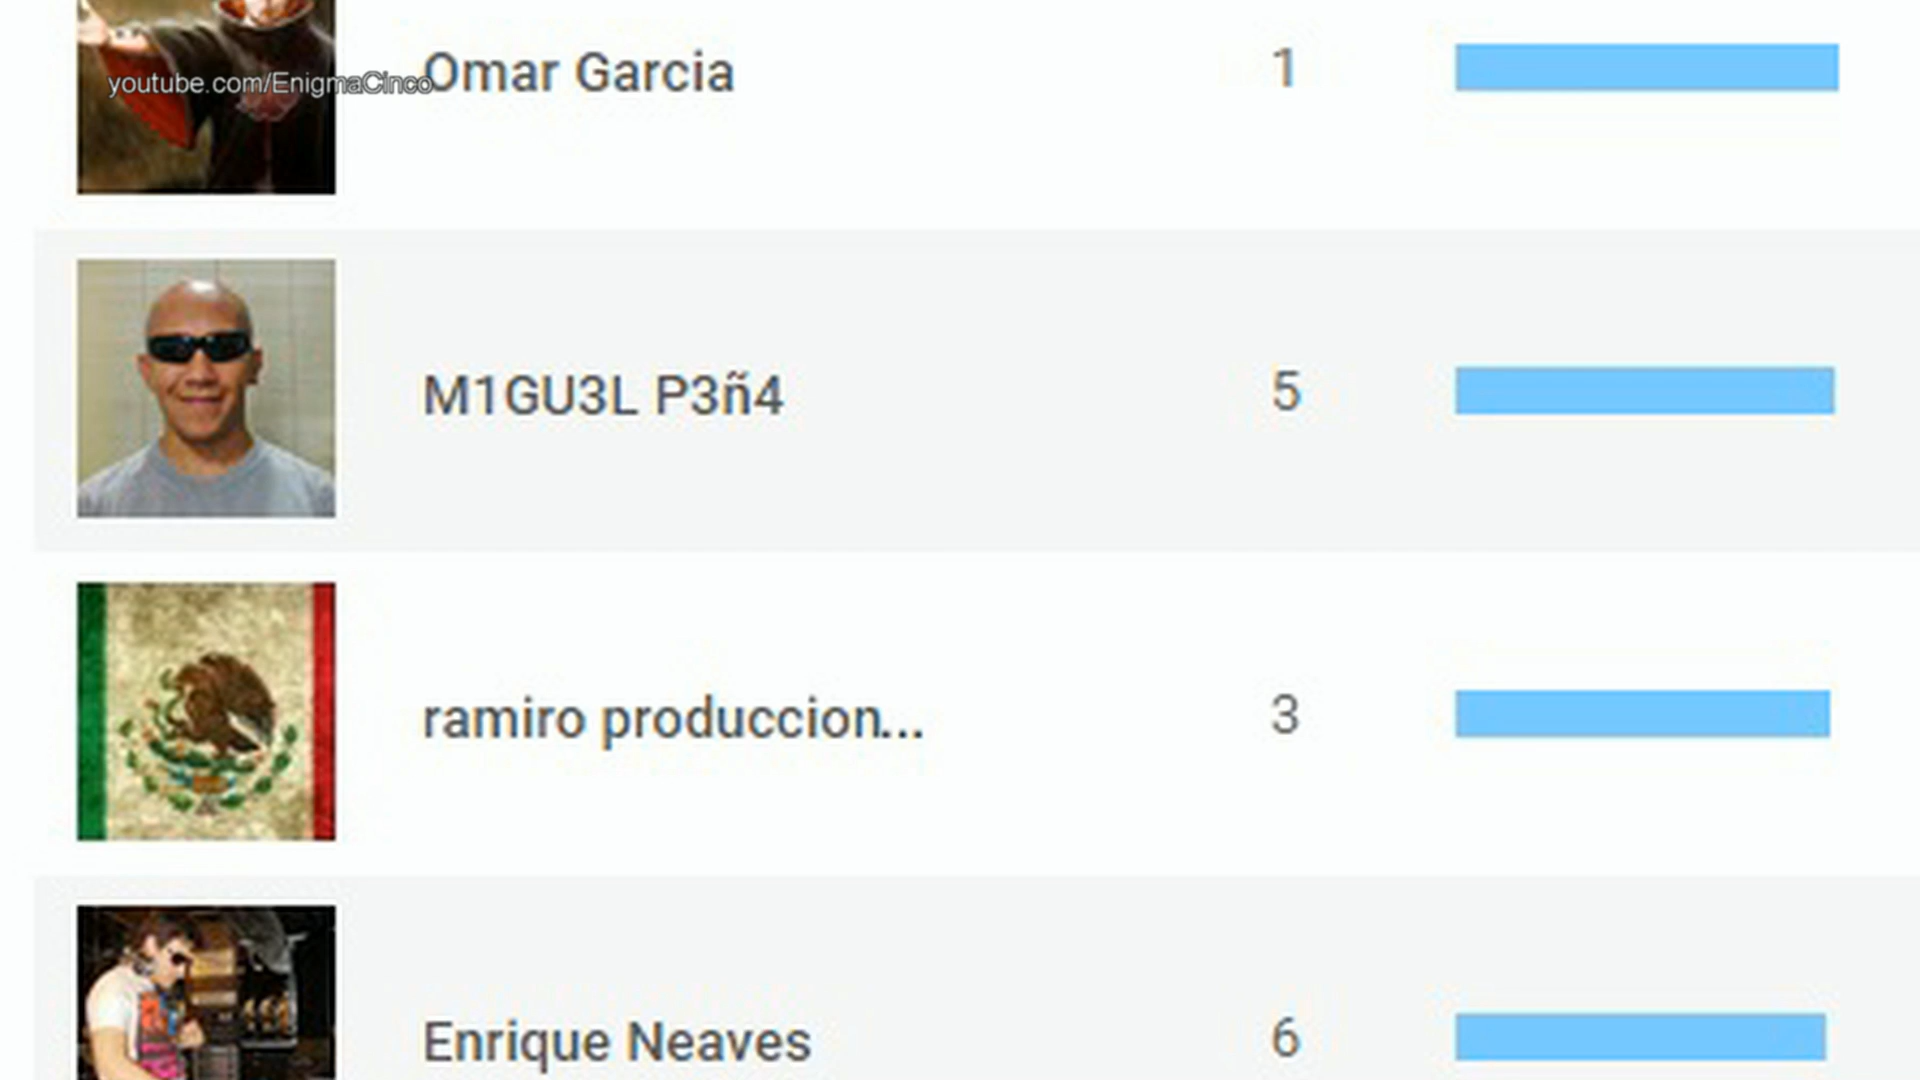 youtube.com/EnigmaCinco
Omar Garcia 1
M1GU3L P3ñ4 5
ramiro produccion... 3
Enrique Neaves 6